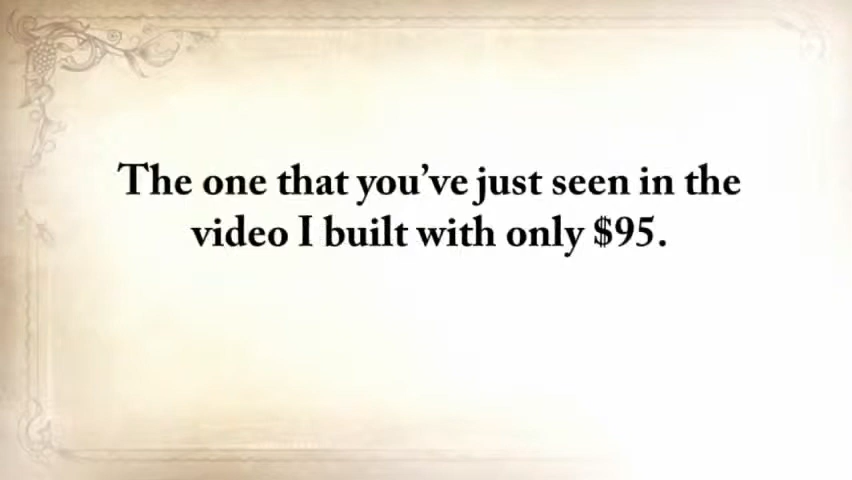 The one that you’ve just seen in the
video I built with only $95.